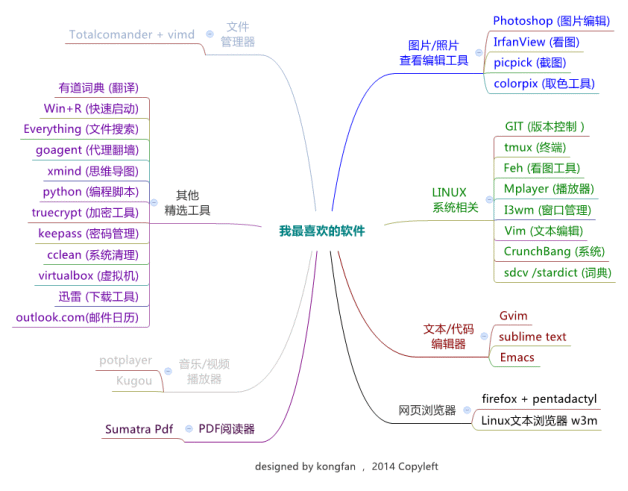 我最喜欢的软件
文件
管理器
Totalcomander + vimd
图片/照片
查看编辑工具
Photoshop (图片编辑)
IrfanView (看图)
picpick (截图)
colorpix (取色工具)
其他
精选工具
有道词典 (翻译)
Win+R (快速启动)
Everything (文件搜索)
goagent (代理翻墙)
xmind (思维导图)
python (编程脚本)
truecrypt (加密工具)
keepass (密码管理)
cclean (系统清理)
virtualbox (虚拟机)
迅雷 (下载工具)
outlook.com(邮件日历)
LINUX
系统相关
GIT (版本控制 )
tmux (终端)
Feh (看图工具)
Mplayer (播放器)
I3wm (窗口管理)
Vim (文本编辑)
CrunchBang (系统)
sdcv /stardict (词典)
文本/代码
编辑器
Gvim
sublime text
Emacs
音乐/视频
播放器
potplayer
Kugou
网页浏览器
firefox + pentadactyl
Linux文本浏览器 w3m
PDF阅读器
Sumatra Pdf
designed by kongfan , 2014 Copyleft